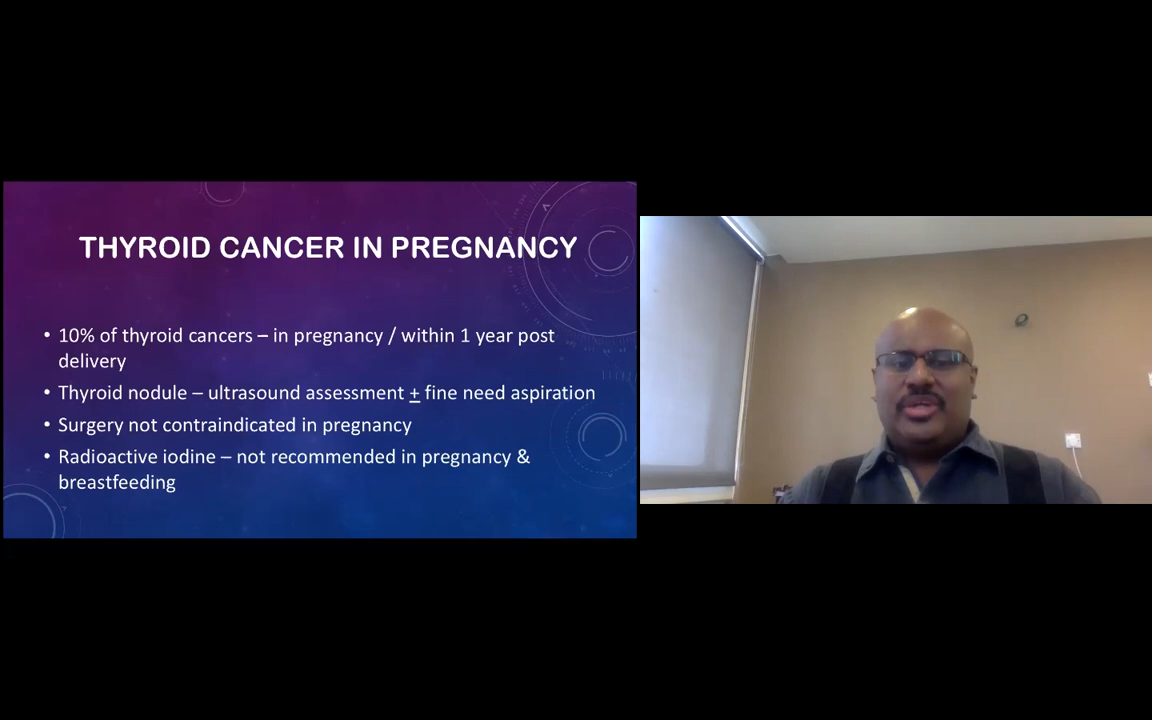 THYROID CANCER IN PREGNANCY
• 10% of thyroid cancers – in pregnancy / within 1 year post
delivery
• Thyroid nodule – ultrasound assessment + fine need aspiration
• Surgery not contraindicated in pregnancy
• Radioactive iodine – not recommended in pregnancy &
breastfeeding